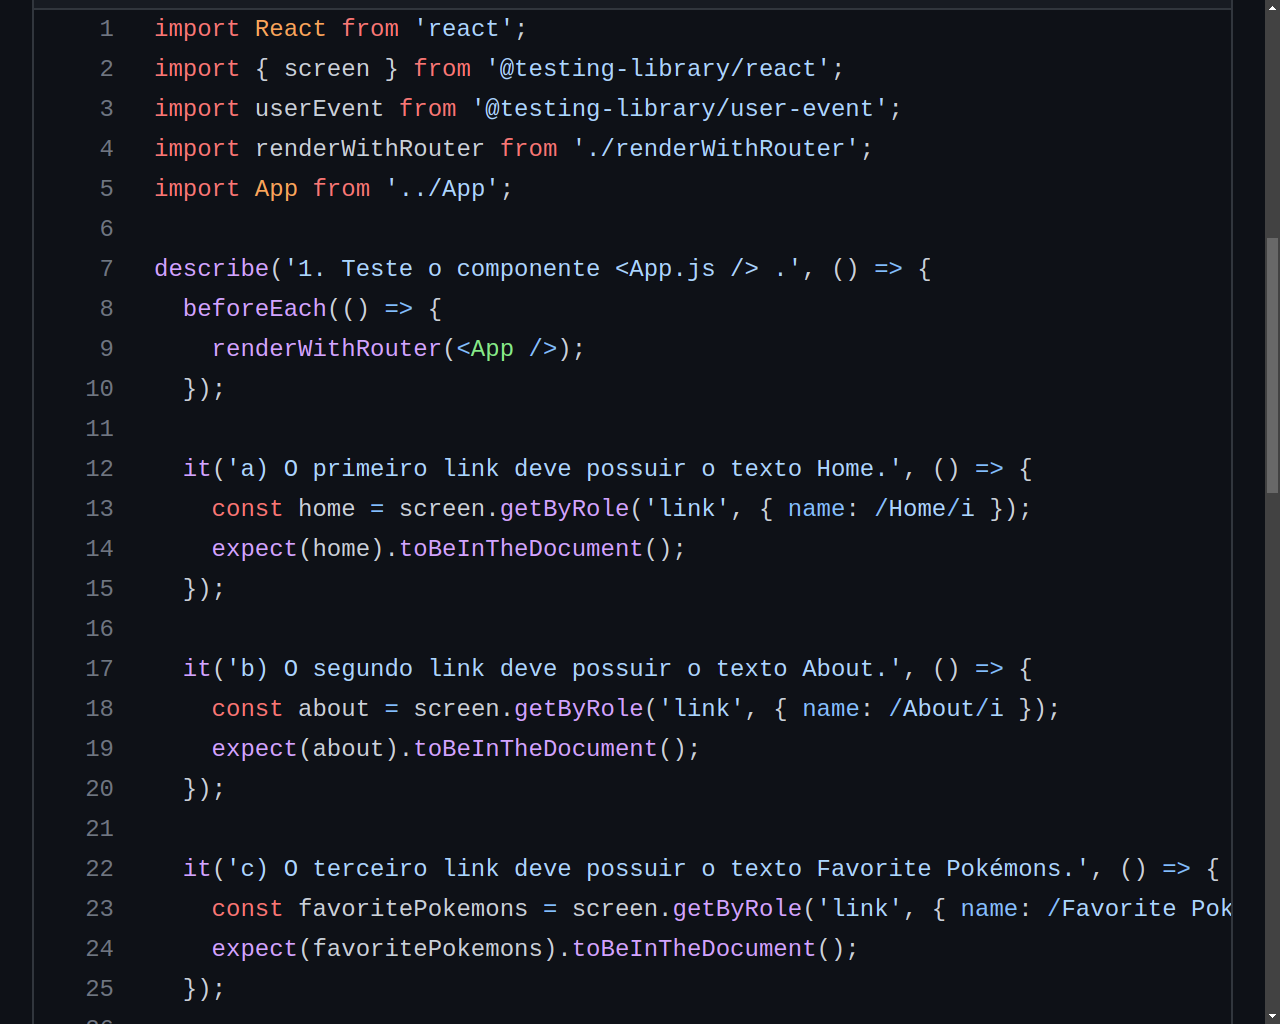 1 import React from 'react';
2 import { screen } from '@testing-library/react';
3 import userEvent from '@testing-library/user-event';
4 import renderWithRouter from './renderWithRouter';
5 import App from '../App';
6
7 describe('1. Teste o componente <App.js /> .', () => {
8   beforeEach(() => {
9     renderWithRouter(<App />);
10   });
11
12   it('a) O primeiro link deve possuir o texto Home.', () => {
13     const home = screen.getByRole('link', { name: /Home/i });
14     expect(home).toBeInTheDocument();
15   });
16
17   it('b) O segundo link deve possuir o texto About.', () => {
18     const about = screen.getByRole('link', { name: /About/i });
19     expect(about).toBeInTheDocument();
20   });
21
22   it('c) O terceiro link deve possuir o texto Favorite Pokémons.', () => {
23     const favoritePokemons = screen.getByRole('link', { name: /Favorite Pok
24     expect(favoritePokemons).toBeInTheDocument();
25   });